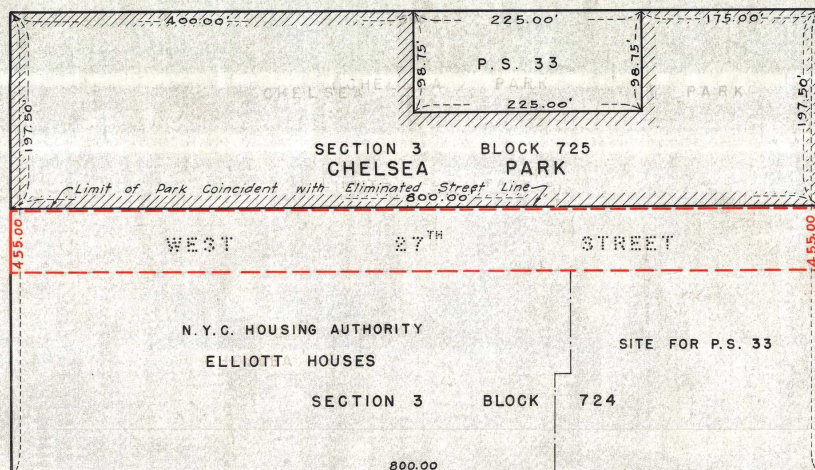 400.00' 225.00' 175.00'
98.75' P.S. 33 98.75'
CHELSEA PARK PARK
225.00'
197.50' 197.50'
SECTION 3 BLOCK 725
CHELSEA PARK
Limit of Park Coincident with Eliminated Street Line
800.00'
455.00 WEST 27TH STREET 455.00
N.Y.C. HOUSING AUTHORITY
SITE FOR P.S. 33
ELLIOTT HOUSES
SECTION 3 BLOCK 724
800.00